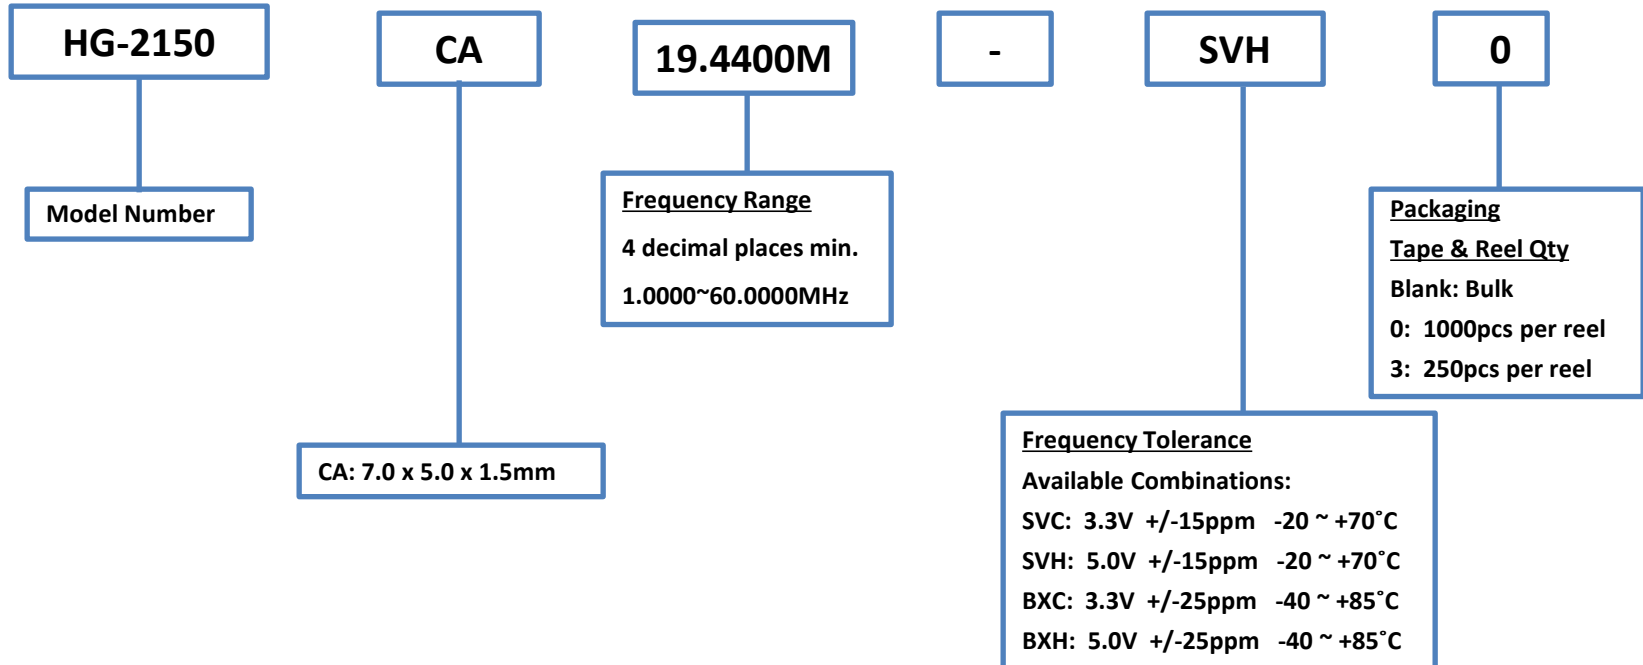 HG-2150
CA
19.4400M
-
SVH
0
Model Number
CA: 7.0 x 5.0 x 1.5mm
Frequency Range
4 decimal places min.
1.0000~60.0000MHz
Frequency Tolerance
Available Combinations:
SVC: 3.3V +/-15ppm -20 ~ +70˚C
SVH: 5.0V +/-15ppm -20 ~ +70˚C
BXC: 3.3V +/-25ppm -40 ~ +85˚C
BXH: 5.0V +/-25ppm -40 ~ +85˚C
Packaging
Tape & Reel Qty
Blank: Bulk
0: 1000pcs per reel
3: 250pcs per reel